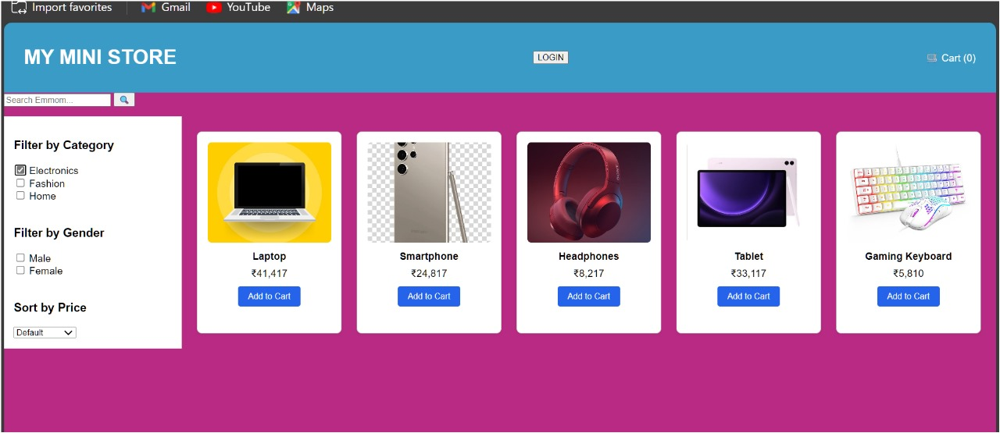 Import favorites Gmail YouTube Maps
MY MINI STORE LOGIN Cart (0)
Search Emmom...
Filter by Category
Electronics
Fashion
Home
Filter by Gender
Male
Female
Sort by Price
Default
Laptop
₹41,417
Add to Cart
Smartphone
₹24,817
Add to Cart
Headphones
₹8,217
Add to Cart
Tablet
₹33,117
Add to Cart
Gaming Keyboard
₹5,810
Add to Cart